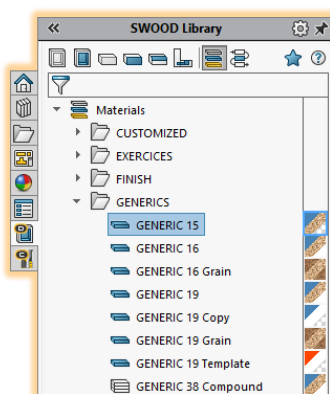 SWOOD Library
Materials
CUSTOMIZED
EXERCICES
FINISH
GENERICS
GENERIC 15
GENERIC 16
GENERIC 16 Grain
GENERIC 19
GENERIC 19 Copy
GENERIC 19 Grain
GENERIC 19 Template
GENERIC 38 Compound